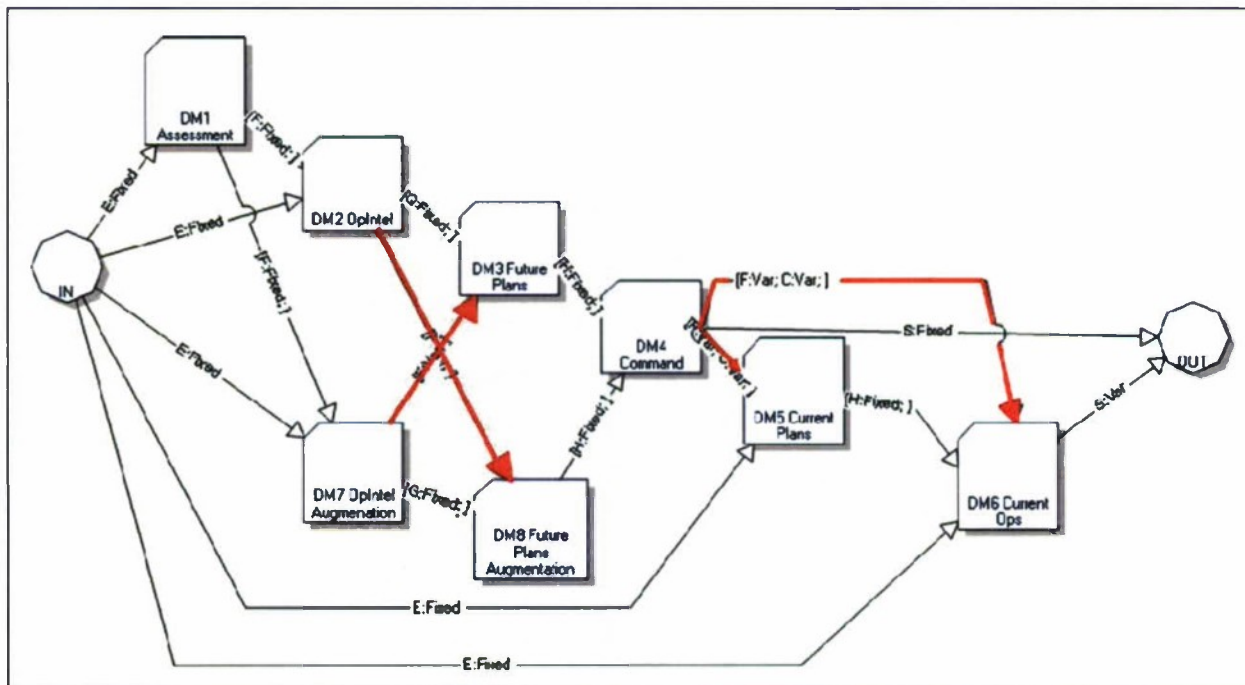 DM1
Assessment
[F:Fixed; ]
E:Fixed
DM2 OpIntel
E:Fixed
[G:Fixed; ]
DM3 Future
Plans
[H:Fixed; ]
IN
[F:Fixed; ]
[F:Var; C:Var; ]
DM4
Command
S:Fixed
OUT
E:Fixed
C:Var; ]
DM5 Current
Plans
[H:Fixed; ]
S:Var
[H:Fixed; ]
DM7 OpIntel
Augmenation
[G:Fixed; ]
DM8 Future
Plans
Augmentation
DM6 Current
Ops
E:Fixed
E:Fixed